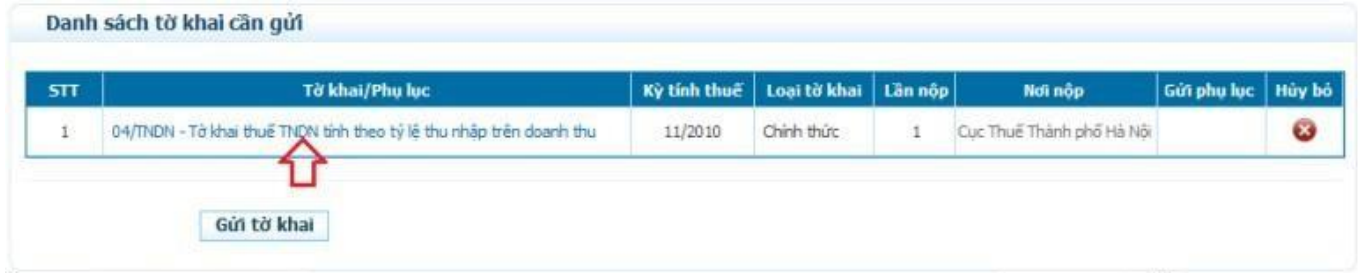 Danh sách tờ khai cần gửi
STT Tờ khai/Phụ lục Kỳ tính thuế Loại tờ khai Lần nộp Nơi nộp Gửi phụ lục Hủy bỏ
1 04/TNDN - Tờ khai thuế TNDN tính theo tỷ lệ thu nhập trên doanh thu 11/2010 Chính thức 1 Cục Thuế Thành phố Hà Nội
Gửi tờ khai